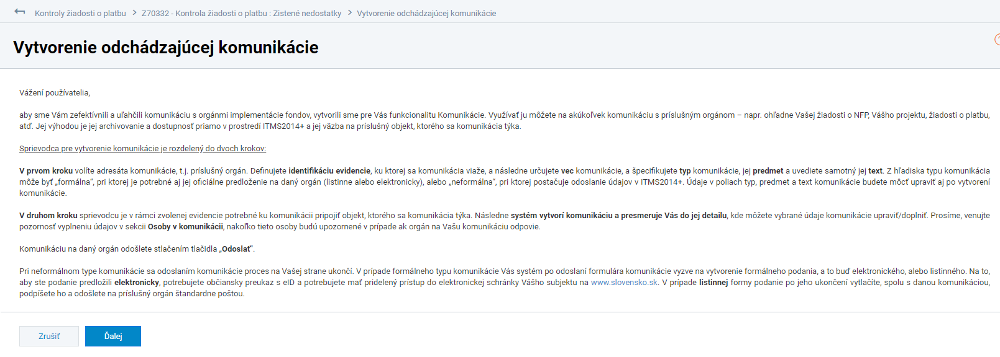 Kontroly žiadosti o platbu > Z70332 - Kontrola žiadosti o platbu : Zistené nedostatky > Vytvorenie odchádzajúcej komunikácie
Vytvorenie odchádzajúcej komunikácie
Vážení používatelia,
aby sme Vám zefektívnili a uľahčili komunikáciu s orgánmi implementácie fondov, vytvorili sme pre Vás funkcionalitu Komunikácie. Využívať ju môžete na akúkoľvek komunikáciu s príslušným orgánom – napr. ohľadne Vašej žiadosti o NFP, Vášho projektu, žiadosti o platbu,
atď. Jej výhodou je jej archivovanie a dostupnosť priamo v prostredí ITMS2014+ a jej väzba na príslušný objekt, ktorého sa komunikácia týka.
Sprievodca pre vytvorenie komunikácie je rozdelený do dvoch krokov:
V prvom kroku volíte adresáta komunikácie, t.j. príslušný orgán. Definujete identifikáciu evidencie, ku ktorej sa komunikácia viaže, a následne určujete vec komunikácie, a špecifikujete typ komunikácie, jej predmet a uvediete samotný jej text. Z hľadiska typu komunikácia
môže byť „formálna“, pri ktorej je potrebné aj jej oficiálne predloženie na daný orgán (listinne alebo elektronicky), alebo „neformálna“, pri ktorej postačuje odoslanie údajov v ITMS2014+. Údaje v poliach typ, predmet a text komunikácie budete môcť upraviť aj po vytvorení
komunikácie.
V druhom kroku sprievodcu je v rámci zvolenej evidencie potrebné ku komunikácii pripojiť objekt, ktorého sa komunikácia týka. Následne systém vytvorí komunikáciu a presmeruje Vás do jej detailu, kde môžete vybrané údaje komunikácie upraviť/doplniť. Prosíme, venujte
pozornosť vyplneniu údajov v sekcii Osoby v komunikácii, nakoľko tieto osoby budú upozornené v prípade ak orgán na Vašu komunikáciu odpovie.
Komunikáciu na daný orgán odošlete stlačením tlačidla „Odoslať“.
Pri neformálnom type komunikácie sa odoslaním komunikácie proces na Vašej strane ukončí. V prípade formálneho typu komunikácie Vás systém po odoslaní formulára komunikácie vyzve na vytvorenie formálneho podania, a to buď elektronického, alebo listinného. Na to,
aby ste podanie predložili elektronicky, potrebujete občiansky preukaz s eID a potrebujete mať pridelený prístup do elektronickej schránky Vášho subjektu na www.slovensko.sk. V prípade listinnej formy podanie po jeho ukončení vytlačíte, spolu s danou komunikáciou,
podpíšete ho a odošlete na príslušný orgán štandardne poštou.
Zrušiť
Ďalej